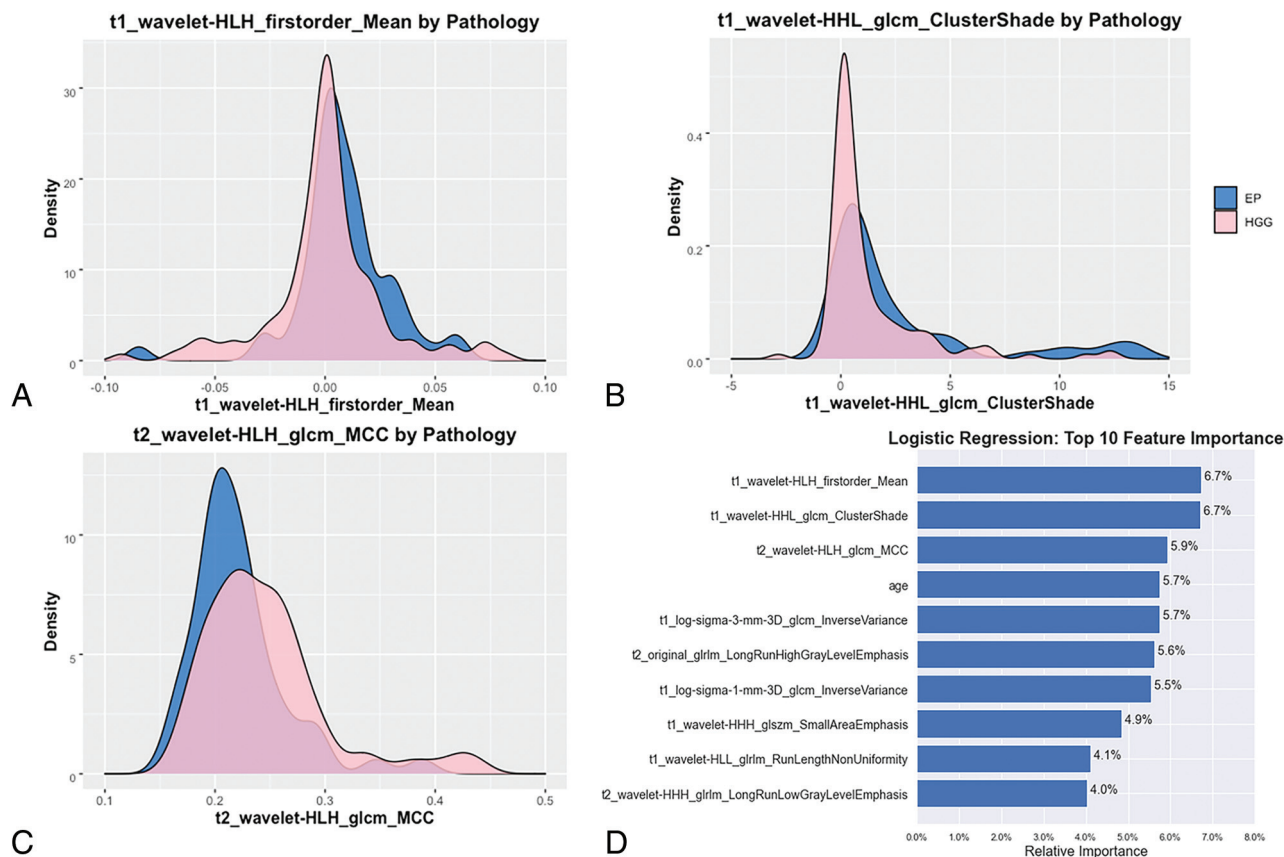 t1_wavelet-HLH_firstorder_Mean by Pathology
Density
30
20
10
0
-0.10 -0.05 0.00 0.05 0.10
t1_wavelet-HLH_firstorder_Mean
A
t1_wavelet-HHL_glcm_ClusterShade by Pathology
Density
0.4
0.2
0.0
-5 0 5 10 15
t1_wavelet-HHL_glcm_ClusterShade
B
EP
HGG
t2_wavelet-HLH_glcm_MCC by Pathology
Density
10
5
0
0.1 0.2 0.3 0.4 0.5
t2_wavelet-HLH_glcm_MCC
C
Logistic Regression: Top 10 Feature Importance
t1_wavelet-HLH_firstorder_Mean 6.7%
t1_wavelet-HHL_glcm_ClusterShade 6.7%
t2_wavelet-HLH_glcm_MCC 5.9%
age 5.7%
t1_log-sigma-3-mm-3D_glcm_InverseVariance 5.7%
t2_original_glrlm_LongRunHighGrayLevelEmphasis 5.6%
t1_log-sigma-1-mm-3D_glcm_InverseVariance 5.5%
t1_wavelet-HHH_glszm_SmallAreaEmphasis 4.9%
t1_wavelet-HLL_glrlm_RunLengthNonUniformity 4.1%
t2_wavelet-HHH_glrlm_LongRunLowGrayLevelEmphasis 4.0%
0.0% 1.0% 2.0% 3.0% 4.0% 5.0% 6.0% 7.0% 8.0%
Relative Importance
D